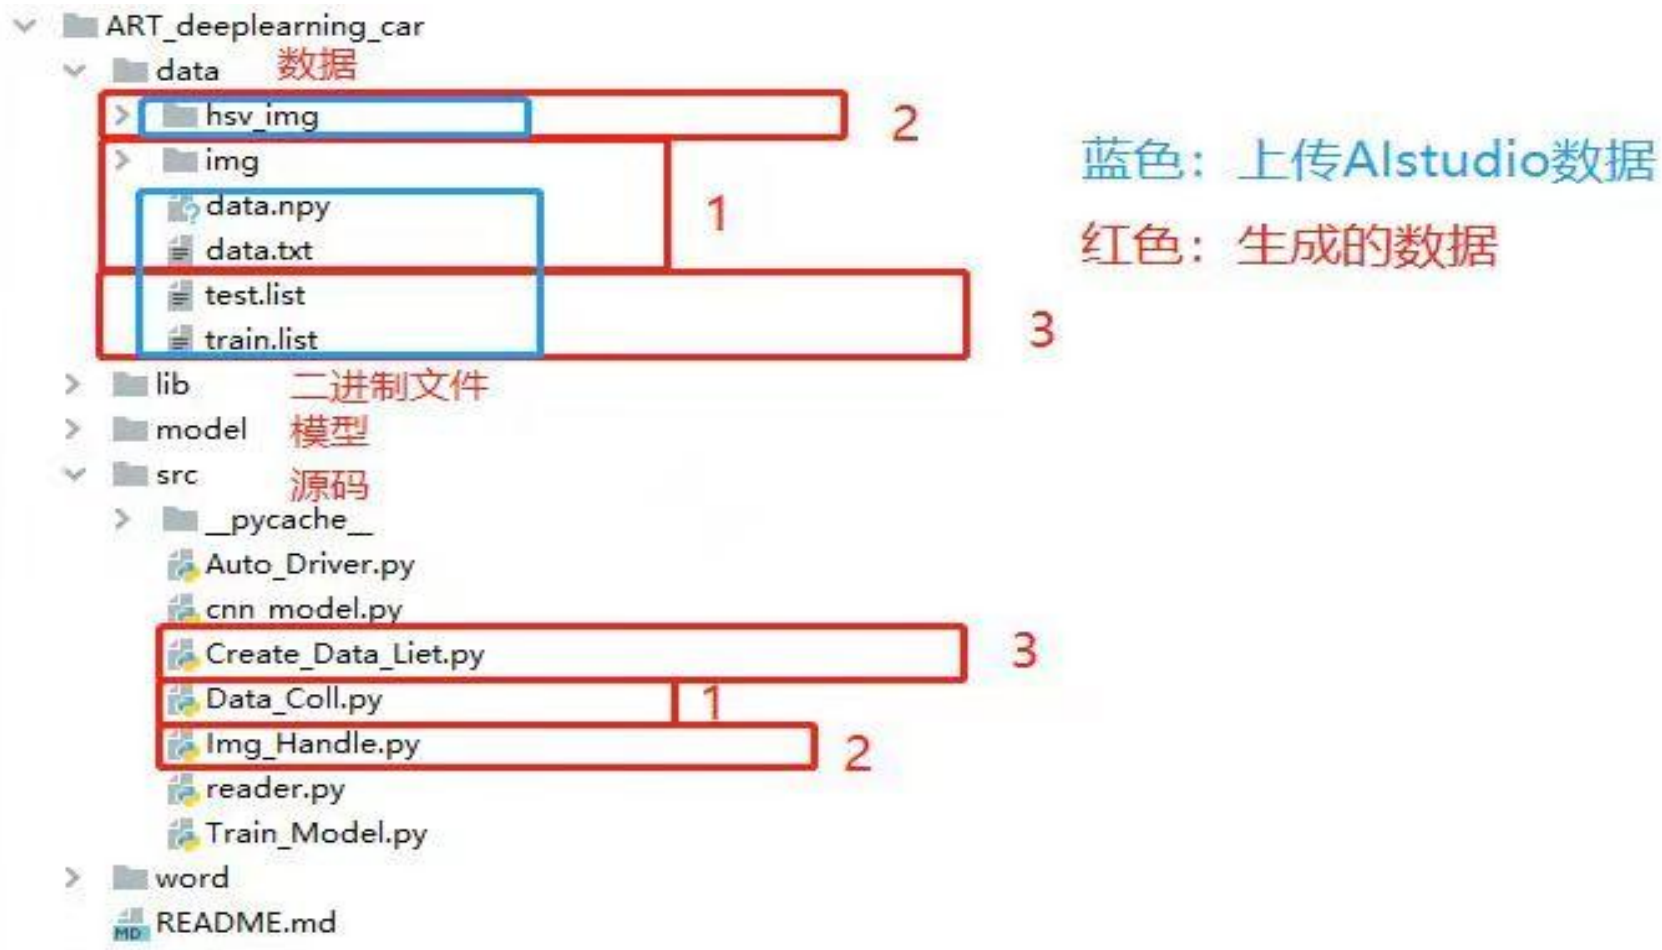 ART_deeplearning_car
data 数据
hsv_img 2
img
data.npy 1
data.txt
test.list
train.list 3
蓝色：上传AIstudio数据
红色：生成的数据
lib 二进制文件
model 模型
src 源码
__pycache__
Auto_Driver.py
cnn_model.py
Create_Data_Liet.py 3
Data_Coll.py 1
Img_Handle.py 2
reader.py
Train_Model.py
word
MD README.md